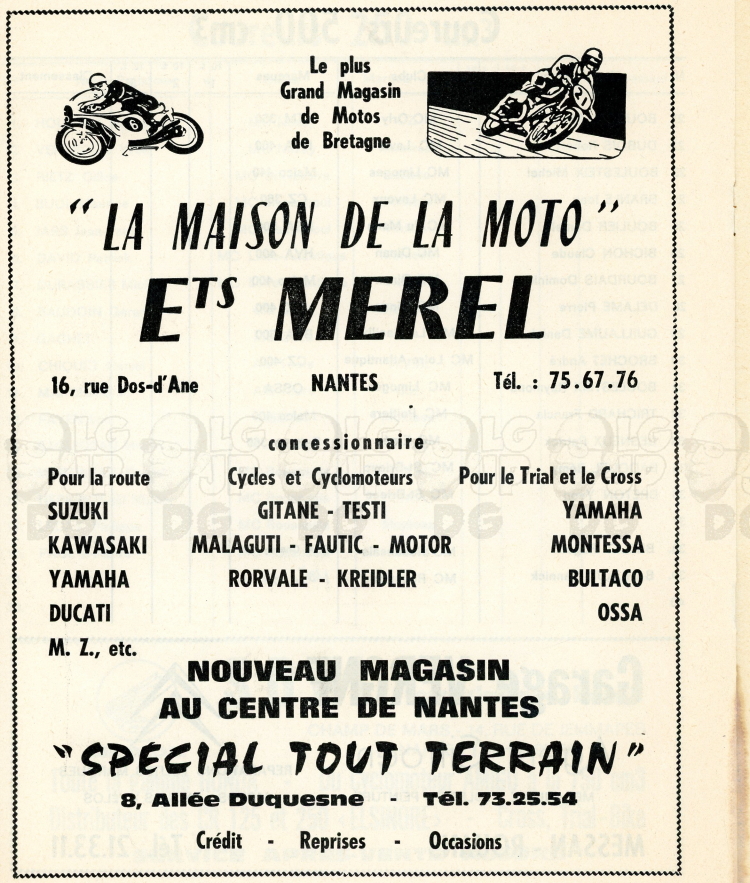 Le plus
Grand Magasin
de Motos
de Bretagne
"LA MAISON DE LA MOTO"
ETS MEREL
16, rue Dos-d'Ane NANTES Tél. : 75.67.76
concessionnaire
Pour la route Cycles et Cyclomoteurs Pour le Trial et le Cross
SUZUKI GITANE - TESTI YAMAHA
KAWASAKI MALAGUTI - FAUTIC - MOTOR MONTESSA
YAMAHA RORVALE - KREIDLER BULTACO
DUCATI OSSA
M. Z., etc.
NOUVEAU MAGASIN
AU CENTRE DE NANTES
"SPECIAL TOUT TERRAIN"
8, Allée Duquesne - Tél. 73.25.54
Crédit - Reprises - Occasions